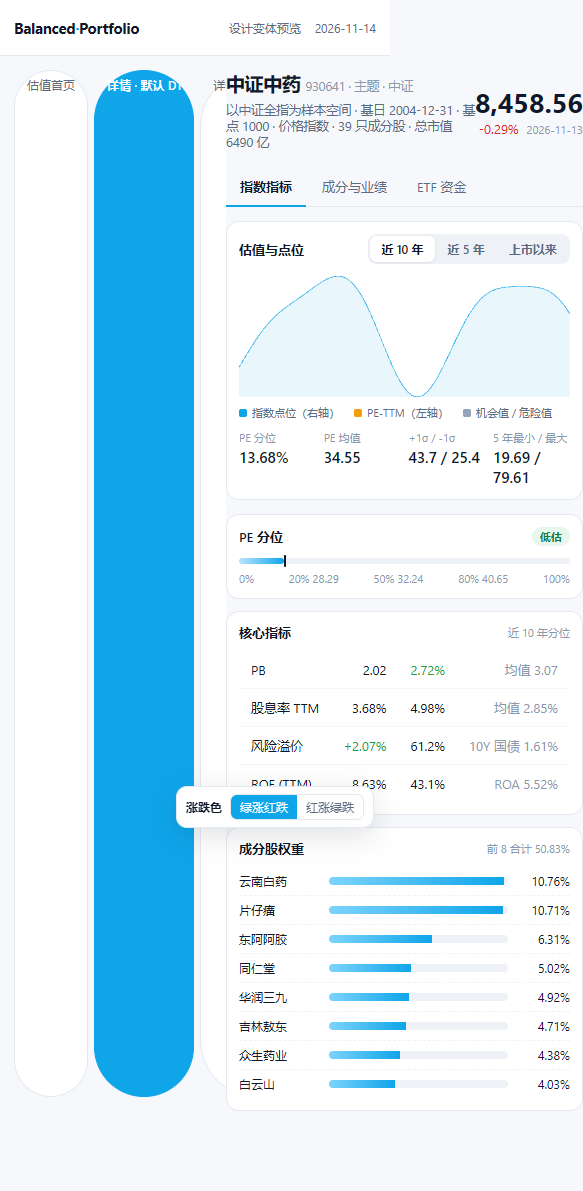 Balanced·Portfolio
设计变体预览 2026-11-14
估值首页
详情 · 默认
详
中证中药 930641 · 主题 · 中证
以中证全指为样本空间 · 基日 2004-12-31 · 基
点 1000 · 价格指数 · 39 只成分股 · 总市值
6490 亿
8,458.56
-0.29% 2026-11-13
指数指标 成分与业绩 ETF 资金
估值与点位
近 10 年 近 5 年 上市以来
指数点位（右轴） PE-TTM（左轴） 机会值 / 危险值
PE 分位 PE 均值 +1σ / -1σ 5 年最小 / 最大
13.68% 34.55 43.7 / 25.4 19.69 /
79.61
PE 分位 低估
0% 20% 28.29 50% 32.24 80% 40.65 100%
核心指标 近 10 年分位
PB 2.02 2.72% 均值 3.07
股息率 TTM 3.68% 4.98% 均值 2.85%
风险溢价 +2.07% 61.2% 10Y 国债 1.61%
ROE (TTM) 8.63% 43.1% ROA 5.52%
涨跌色 绿涨红跌 红涨绿跌
成分股权重 前 8 合计 50.83%
云南白药 10.76%
片仔癀 10.71%
东阿阿胶 6.31%
同仁堂 5.02%
华润三九 4.92%
吉林敖东 4.71%
众生药业 4.38%
白云山 4.03%